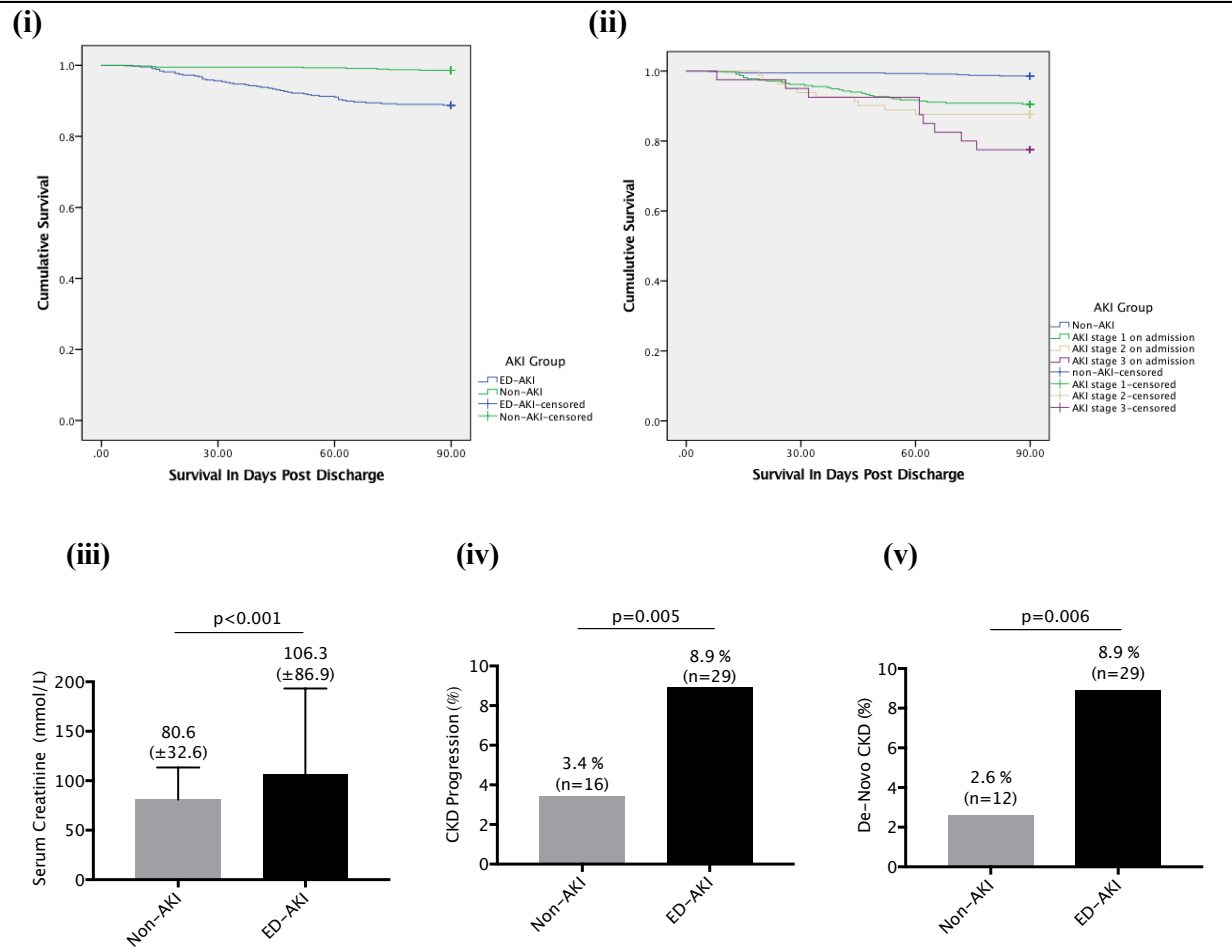 (i)
1.0
0.8
0.6
0.4
0.2
0.0
Cumulative Survival
.00
30.00
60.00
90.00
Survival In Days Post Discharge
AKI Group
ED-AKI
Non-AKI
ED-AKI-censored
Non-AKI-censored
(ii)
1.0
0.8
0.6
0.4
0.2
0.0
Cumulutive Survival
.00
30.00
60.00
90.00
Survival In Days Post Discharge
AKI Group
Non-AKI
AKI stage 1 on admission
AKI stage 2 on admission
AKI stage 3 on admission
non-AKI-censored
AKI stage 1-censored
AKI stage 2-censored
AKI stage 3-censored
(iii)
p<0.001
106.3
(±86.9)
80.6
(±32.6)
200
150
100
50
0
Serum Creatinine (mmol/L)
Non-AKI
ED-AKI
(iv)
p=0.005
8.9 %
(n=29)
3.4 %
(n=16)
10
8
6
4
2
0
CKD Progression (%)
Non-AKI
ED-AKI
(v)
p=0.006
8.9 %
(n=29)
2.6 %
(n=12)
10
8
6
4
2
0
De-Novo CKD (%)
Non-AKI
ED-AKI